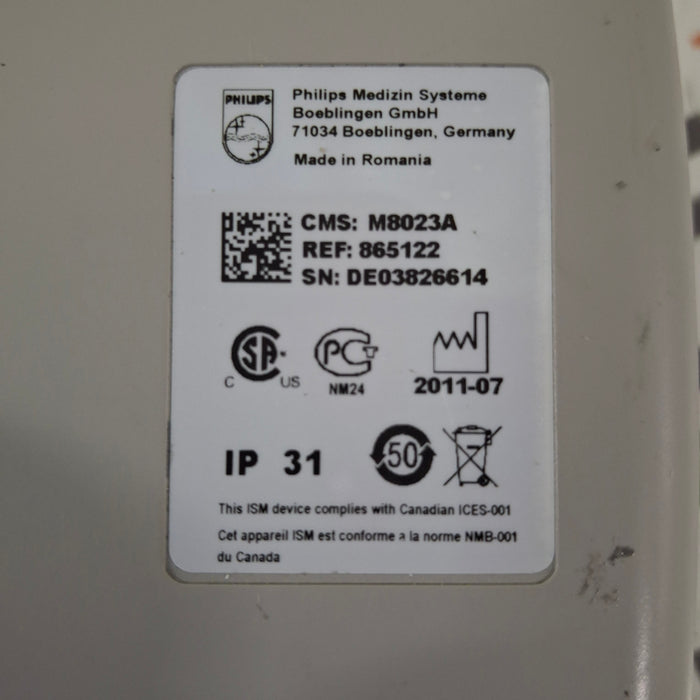 PHILIPS
Philips Medizin Systeme
Boeblingen GmbH
71034 Boeblingen, Germany
Made in Romania
CMS: M8023A
REF: 865122
SN: DE03826614
SA
C US
PCT
NM24
2011-07
IP 31
50
This ISM device complies with Canadian ICES-001
Cet appareil ISM est conforme a la norme NMB-001
du Canada